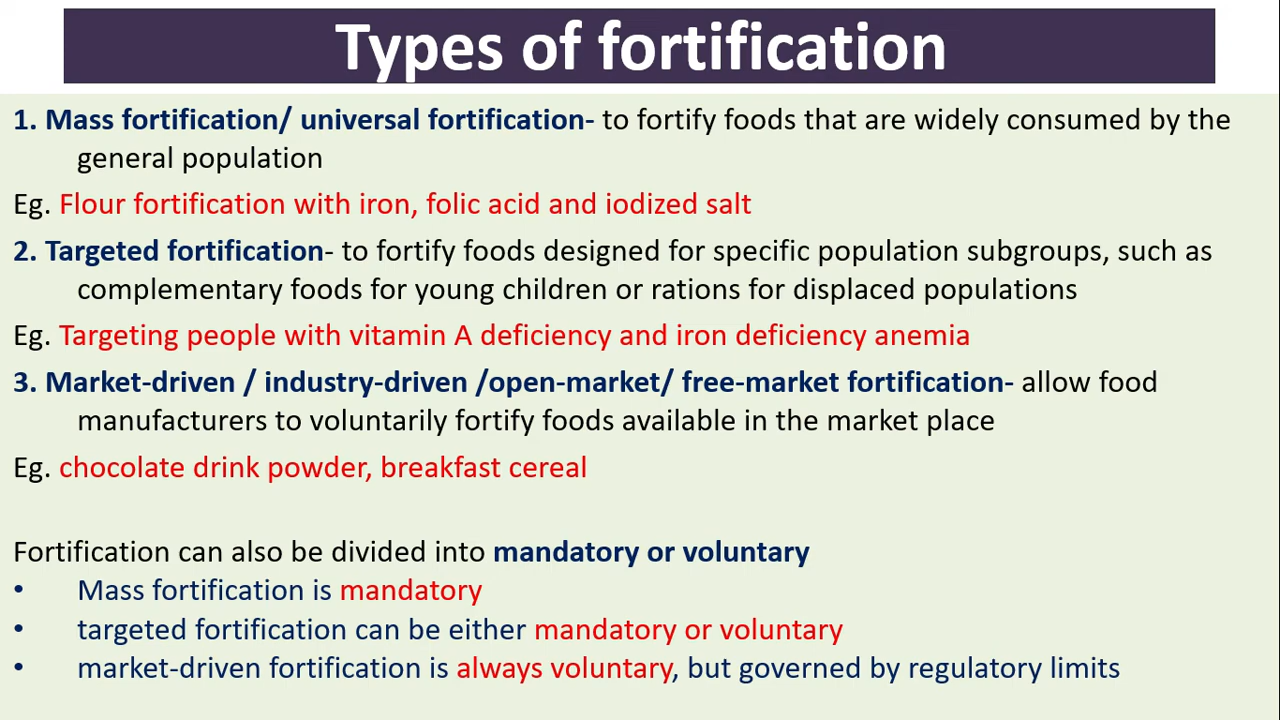 Types of fortification
1. Mass fortification/ universal fortification- to fortify foods that are widely consumed by the
general population
Eg. Flour fortification with iron, folic acid and iodized salt
2. Targeted fortification- to fortify foods designed for specific population subgroups, such as
complementary foods for young children or rations for displaced populations
Eg. Targeting people with vitamin A deficiency and iron deficiency anemia
3. Market-driven / industry-driven /open-market/ free-market fortification- allow food
manufacturers to voluntarily fortify foods available in the market place
Eg. chocolate drink powder, breakfast cereal
Fortification can also be divided into mandatory or voluntary
• Mass fortification is mandatory
• targeted fortification can be either mandatory or voluntary
• market-driven fortification is always voluntary, but governed by regulatory limits